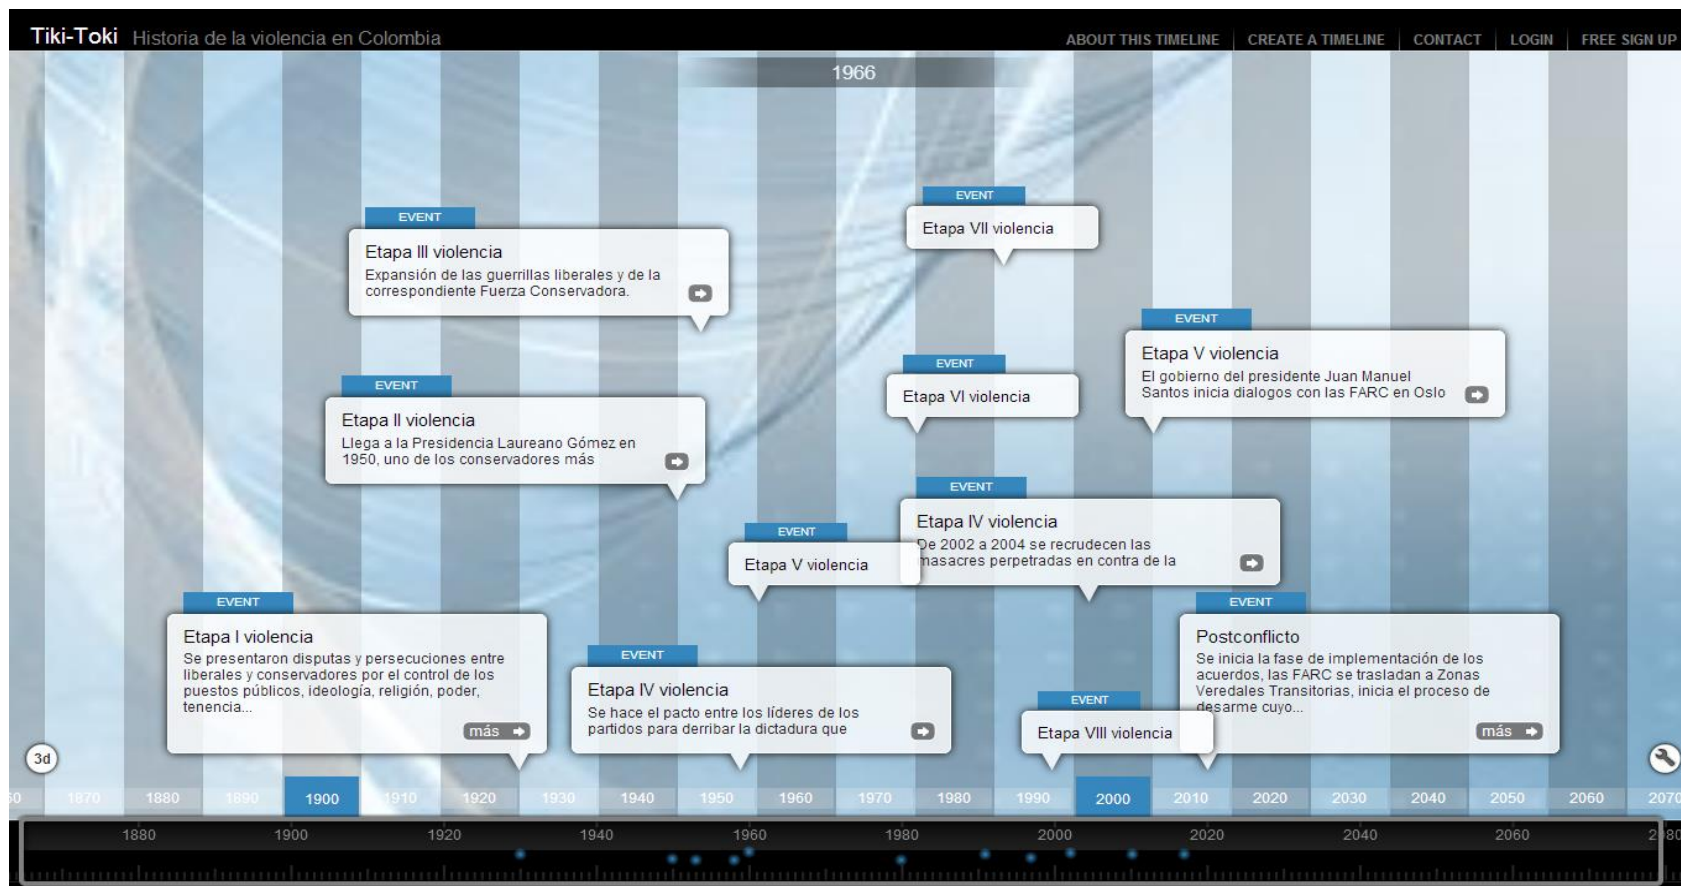 Tiki-Toki Historia de la violencia en Colombia
ABOUT THIS TIMELINE
CREATE A TIMELINE
CONTACT
LOGIN
FREE SIGN UP
1966
EVENT
Etapa VII violencia
EVENT
Etapa III violencia
Expansión de las guerrillas liberales y de la
correspondiente Fuerza Conservadora.
EVENT
Etapa V violencia
El gobierno del presidente Juan Manuel
Santos inicia dialogos con las FARC en Oslo
EVENT
Etapa VI violencia
EVENT
Etapa II violencia
Llega a la Presidencia Laureano Gómez en
1950, uno de los conservadores más
EVENT
Etapa IV violencia
De 2002 a 2004 se recrudecen las
masacres perpetradas en contra de la
EVENT
Etapa V violencia
EVENT
Etapa I violencia
Se presentaron disputas y persecuciones entre
liberales y conservadores por el control de los
puestos públicos, ideología, religión, poder,
tenencia...
más
EVENT
Etapa IV violencia
Se hace el pacto entre los líderes de los
partidos para derribar la dictadura que
EVENT
Postconflicto
Se inicia la fase de implementación de los
acuerdos, las FARC se trasladan a Zonas
Veredales Transitorias, inicia el proceso de
desarme cuyo...
más
EVENT
Etapa VIII violencia
3d
60 1870 1880 1890 1900 1910 1920 1930 1940 1950 1960 1970 1980 1990 2000 2010 2020 2030 2040 2050 2060 2070
1880 1900 1920 1940 1960 1980 2000 2020 2040 2060 2080